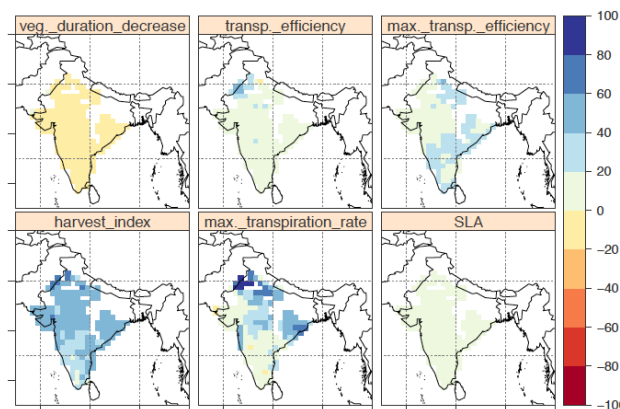 veg._duration_decrease
transp._efficiency
max._transp._efficiency
harvest_index
max._transpiration_rate
SLA
100
80
60
40
20
0
−20
−40
−60
−80
−100